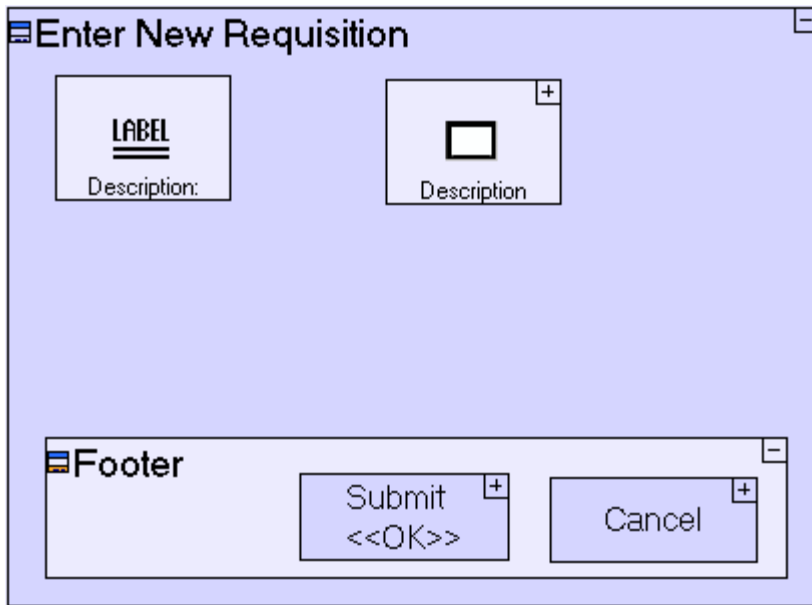 Enter New Requisition
LABEL
Description:
Description
Footer
Submit
<<OK>>
Cancel